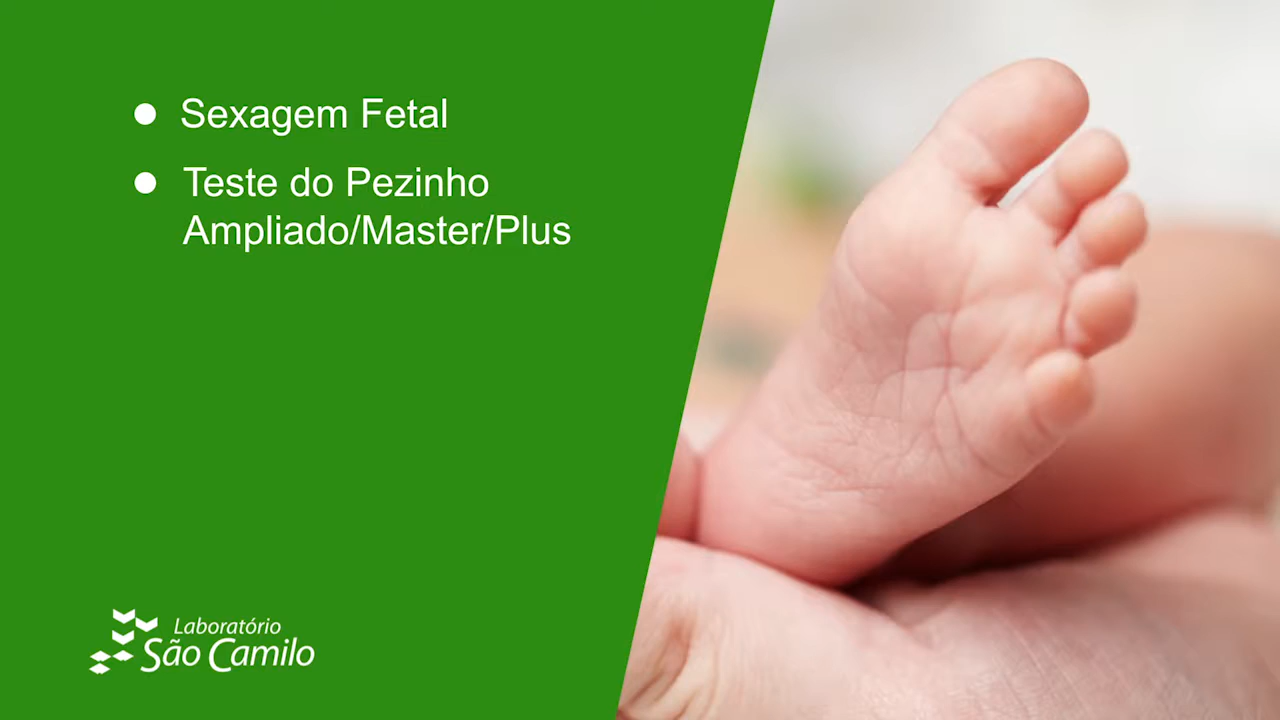 Sexagem Fetal
Teste do Pezinho
Ampliado/Master/Plus
Laboratório
São Camilo